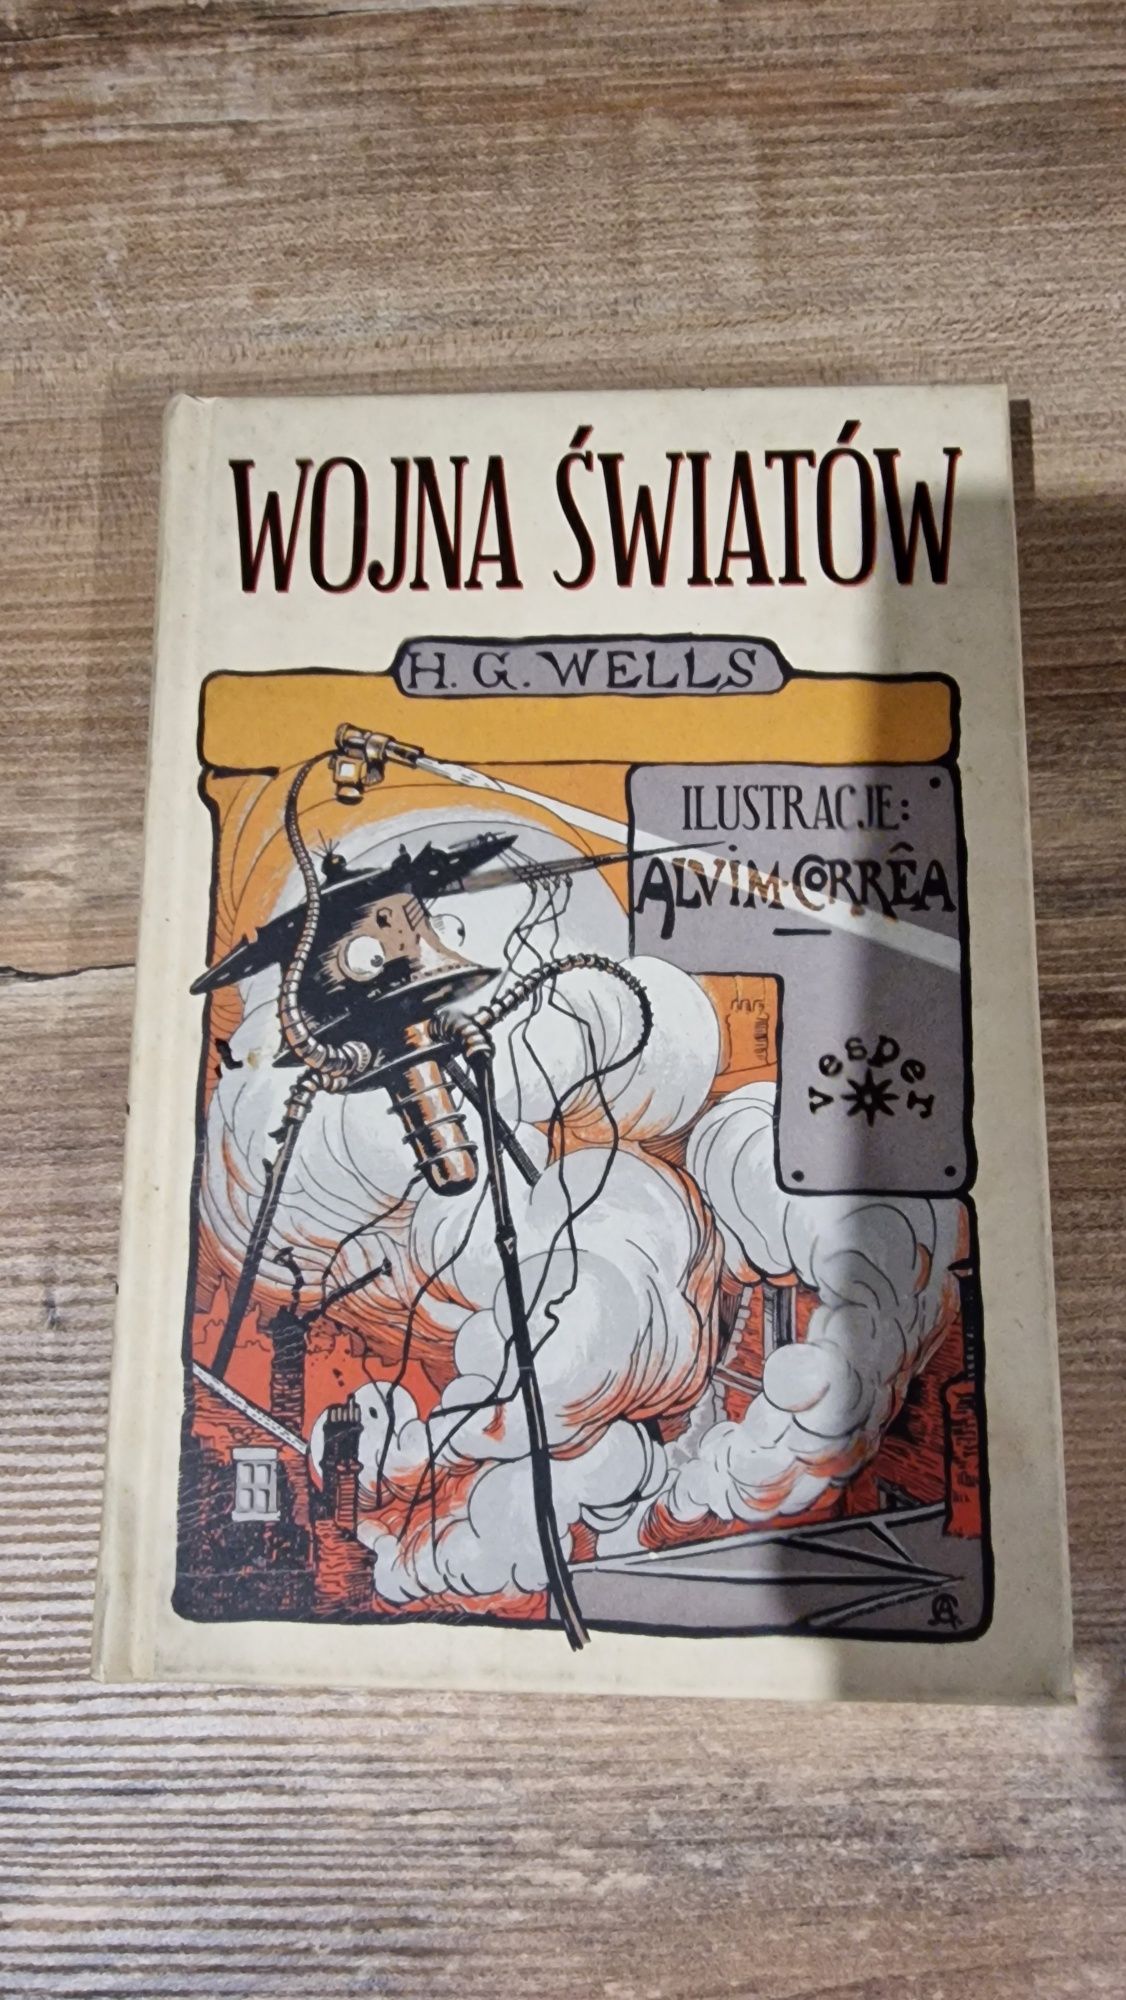 WOJNA ŚWIATÓW
H. G. WELLS
ILUSTRACJE:
ALVIM-CORRÊA
vesper